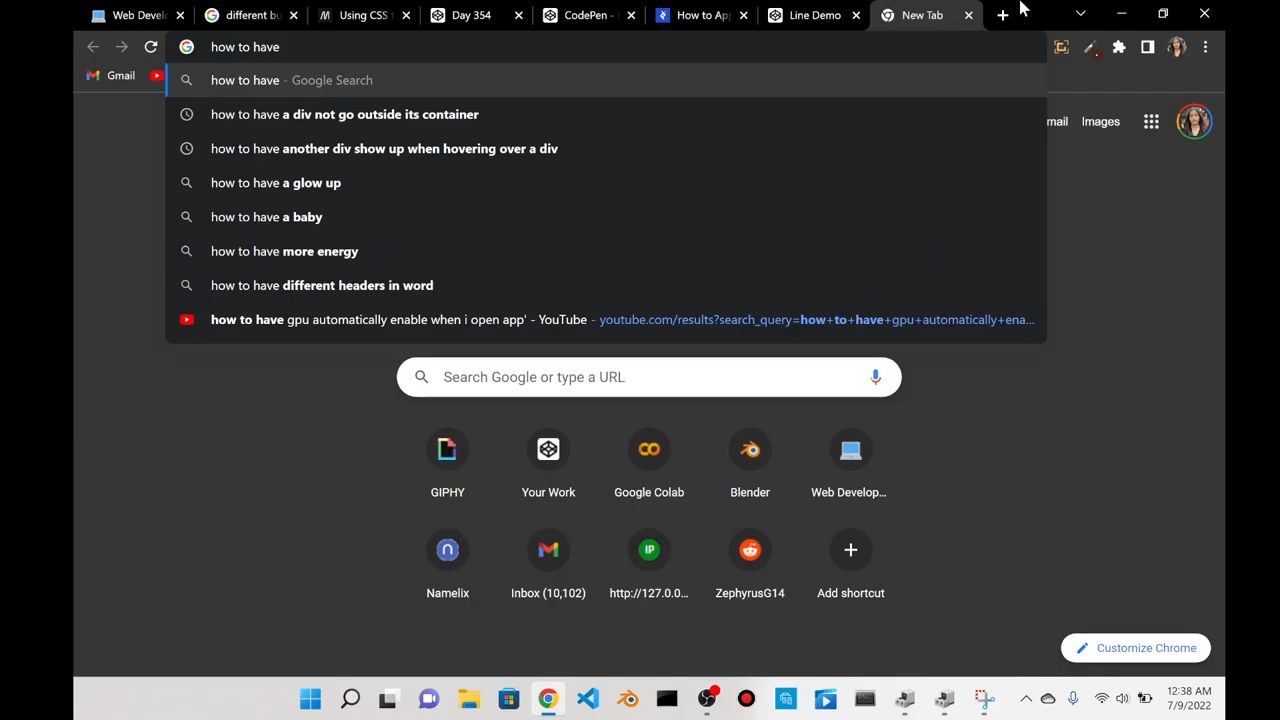 Web Devel
different bu
Using CSS t
Day 354
CodePen -
How to App
Line Demo
New Tab
how to have
Gmail
how to have - Google Search
how to have a div not go outside its container
how to have another div show up when hovering over a div
how to have a glow up
how to have a baby
how to have more energy
how to have different headers in word
how to have gpu automatically enable when i open app' - YouTube - youtube.com/results?search_query=how+to+have+gpu+automatically+ena...
mail
Images
Search Google or type a URL
GIPHY
Your Work
Google Colab
Blender
Web Develop...
Namelix
Inbox (10,102)
http://127.0.0...
ZephyrusG14
Add shortcut
Customize Chrome
12:38 AM
7/9/2022